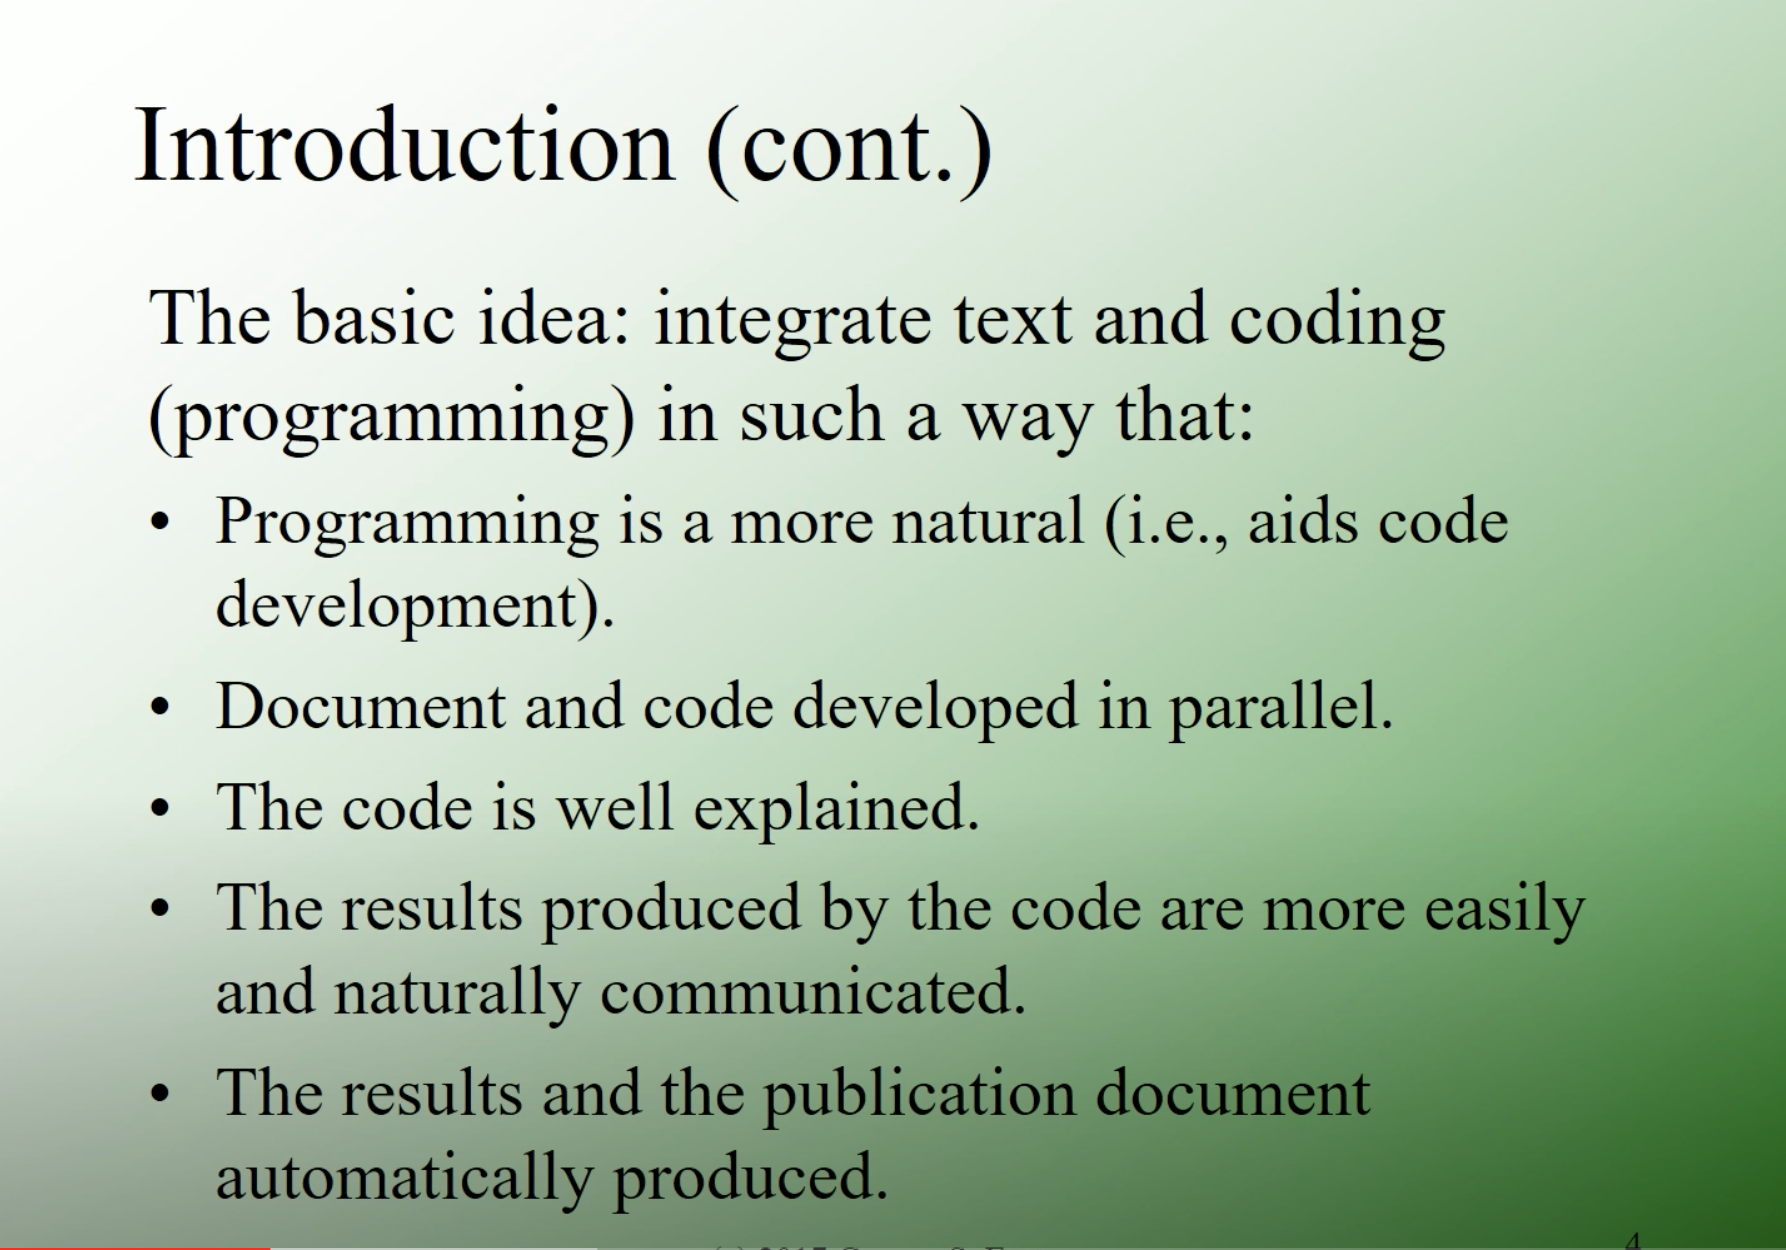 Introduction (cont.)
The basic idea: integrate text and coding
(programming) in such a way that:
• Programming is a more natural (i.e., aids code
development).
• Document and code developed in parallel.
• The code is well explained.
• The results produced by the code are more easily
and naturally communicated.
• The results and the publication document
automatically produced.
4